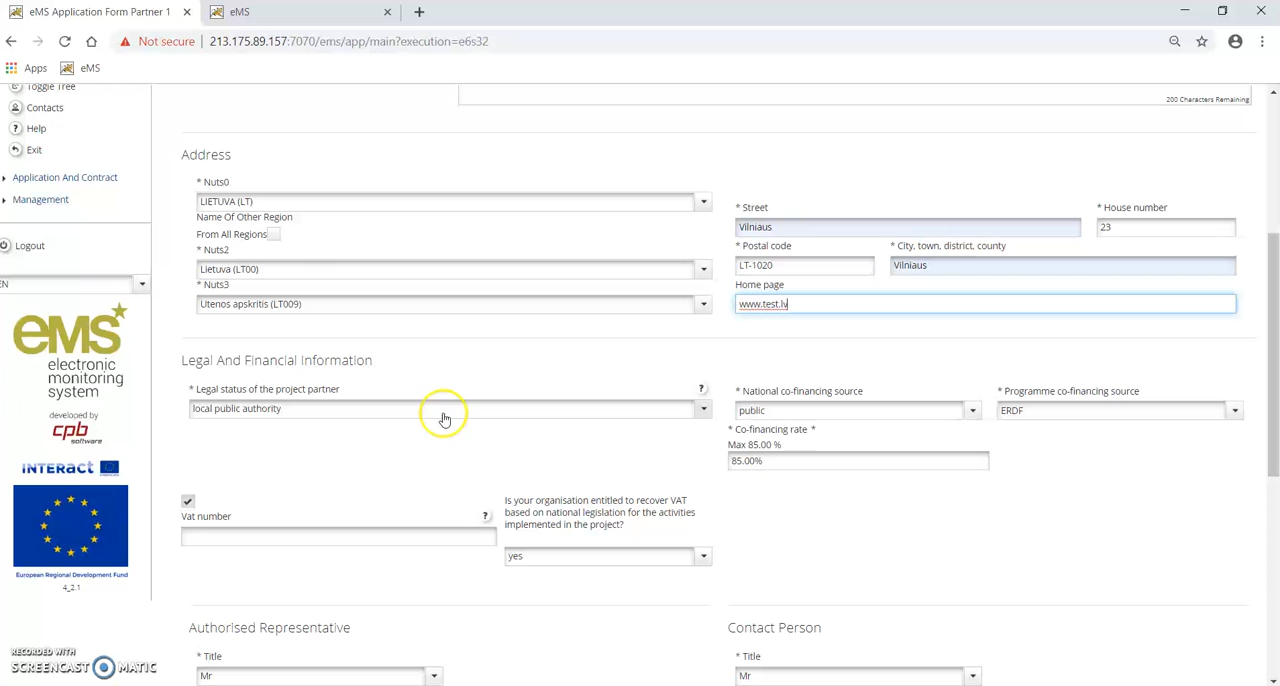 eMS Application Form Partner 1
eMS
Not secure | 213.175.89.157:7070/ems/app/main?execution=e6s32
Apps eMS
Toggle Tree
Contacts
Help
Exit
Application And Contract
Management
Logout
EN
eMS
electronic
monitoring
system
developed by
cpb
software
INTERACT
European Regional Development Fund
4_2.1
RECORDED WITH
SCREENCAST MATIC
200 Characters Remaining
Address
* Nuts0
LIETUVA (LT)
Name Of Other Region
From All Regions
* Nuts2
Lietuva (LT00)
* Nuts3
Utenos apskritis (LT009)
* Street * House number
Vilniaus 23
* Postal code * City, town, district, county
LT-1020 Vilniaus
Home page
www.test.lv
Legal And Financial Information
* Legal status of the project partner ?
local public authority
* National co-financing source * Programme co-financing source
public ERDF
* Co-financing rate *
Max 85.00 %
85.00%
Vat number ?
Is your organisation entitled to recover VAT
based on national legislation for the activities
implemented in the project?
yes
Authorised Representative Contact Person
* Title * Title
Mr Mr